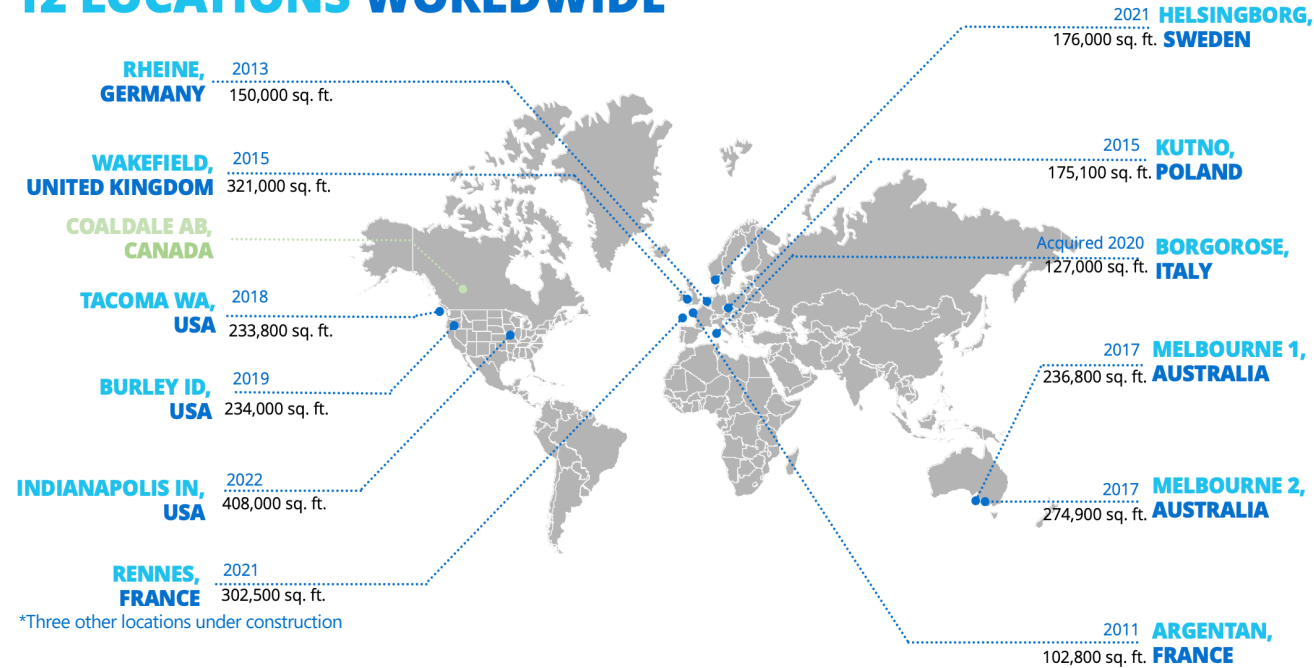 12 LOCATIONS WORLDWIDE
RHEINE,
GERMANY
2013
150,000 sq. ft.
WAKEFIELD,
UNITED KINGDOM
2015
321,000 sq. ft.
COALDALE AB,
CANADA
TACOMA WA,
USA
2018
233,800 sq. ft.
BURLEY ID,
USA
2019
234,000 sq. ft.
INDIANAPOLIS IN,
USA
2022
408,000 sq. ft.
RENNES,
FRANCE
2021
302,500 sq. ft.
*Three other locations under construction
2021 HELSINGBORG,
176,000 sq. ft. SWEDEN
2015 KUTNO,
175,100 sq. ft. POLAND
Acquired 2020 BORGOROSE,
127,000 sq. ft. ITALY
2017 MELBOURNE 1,
236,800 sq. ft. AUSTRALIA
2017 MELBOURNE 2,
274,900 sq. ft. AUSTRALIA
2011 ARGENTAN,
102,800 sq. ft. FRANCE